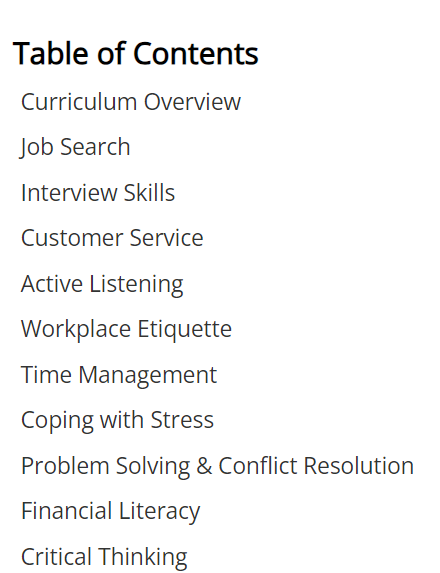 Table of Contents
Curriculum Overview
Job Search
Interview Skills
Customer Service
Active Listening
Workplace Etiquette
Time Management
Coping with Stress
Problem Solving & Conflict Resolution
Financial Literacy
Critical Thinking